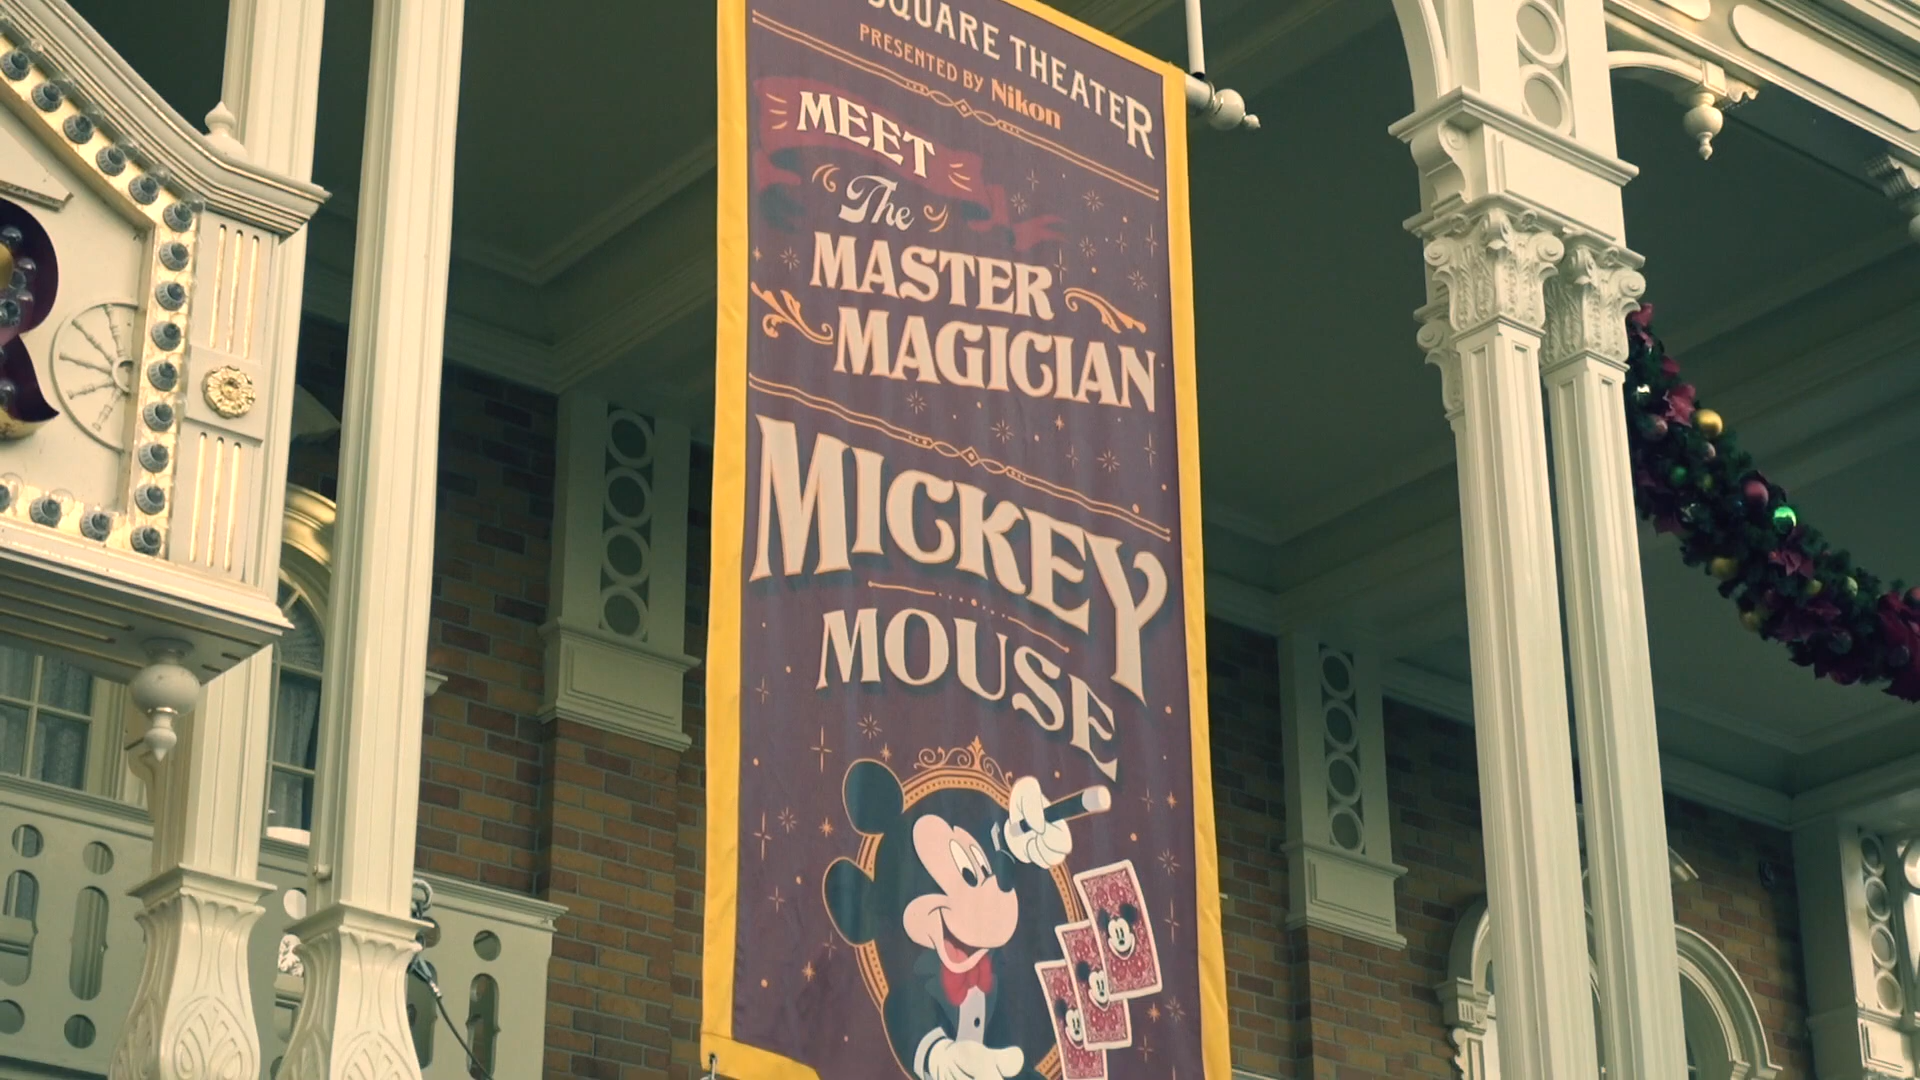 SQUARE THEATER
PRESENTED BY Nikon
MEET
"The"
MASTER
MAGICIAN
MICKEY
MOUSE